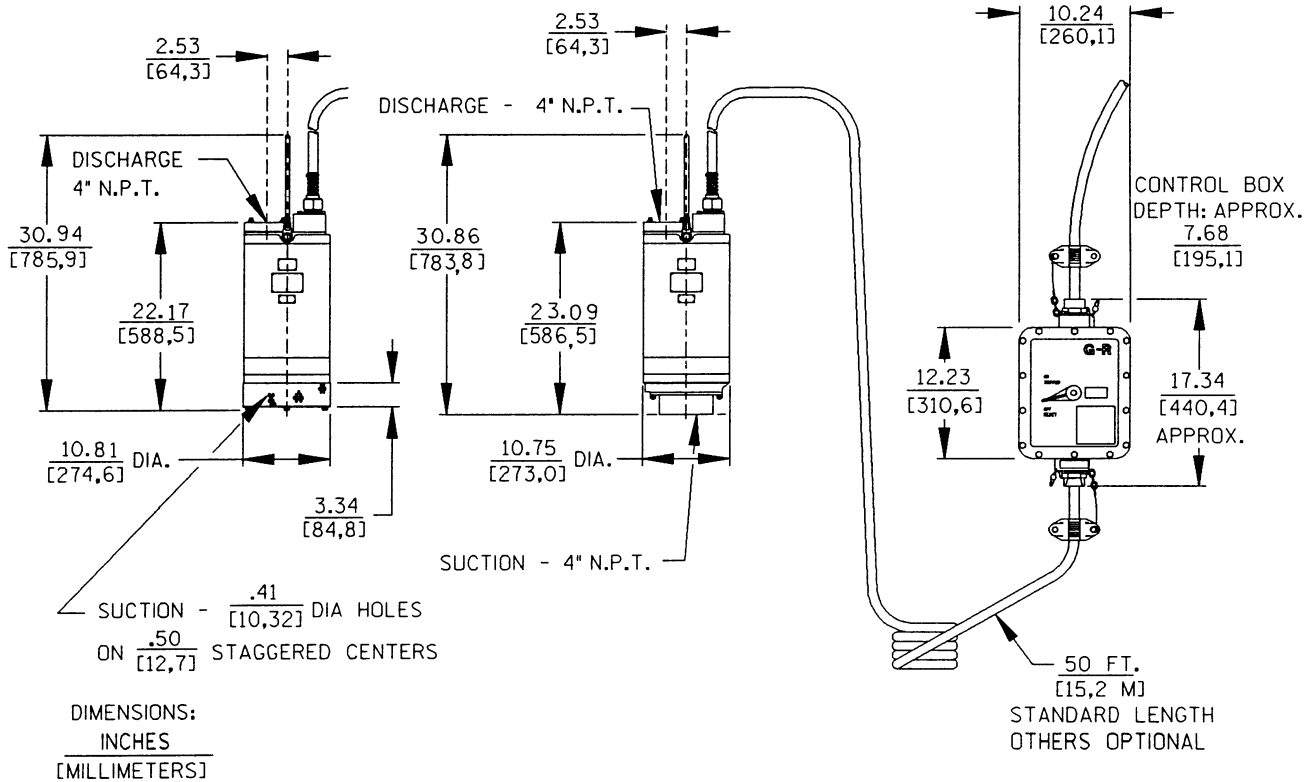 2.53
[64,3]
DISCHARGE
4" N.P.T.
30.94
[785,9]
22.17
[588,5]
10.81
[274,6]
DIA.
3.34
[84,8]
SUCTION - .41
[10,32] DIA HOLES
ON .50
[12,7] STAGGERED CENTERS
DIMENSIONS:
INCHES
[MILLIMETERS]
2.53
[64,3]
DISCHARGE - 4" N.P.T.
30.86
[783,8]
23.09
[586,5]
10.75
[273,0]
DIA.
SUCTION - 4" N.P.T.
10.24
[260,1]
CONTROL BOX
DEPTH: APPROX.
7.68
[195,1]
G-R
12.23
[310,6]
17.34
[440,4]
APPROX.
50 FT.
[15,2 M]
STANDARD LENGTH
OTHERS OPTIONAL